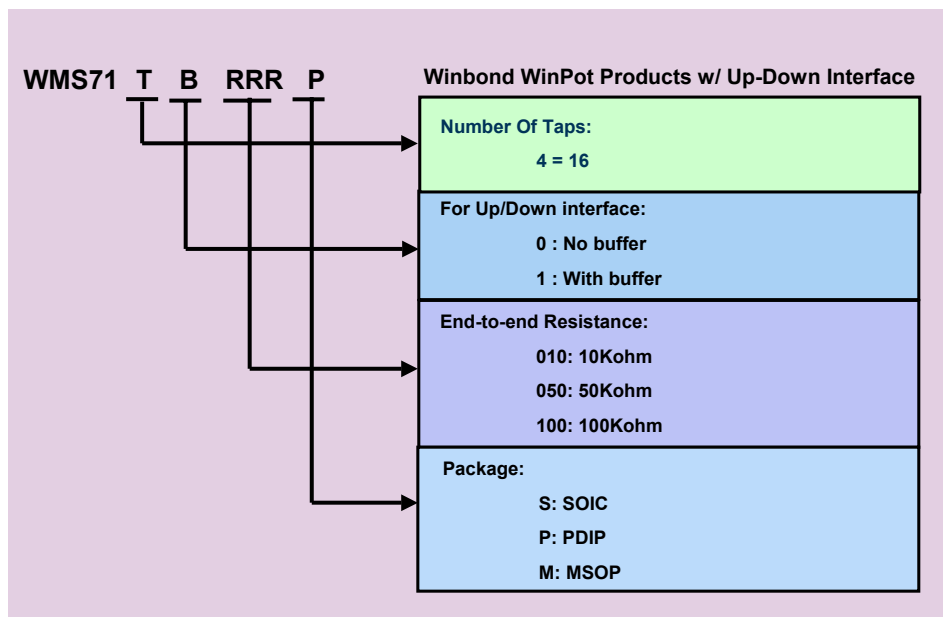 WMS71 T B RRR P
Winbond WinPot Products w/ Up-Down Interface
Number Of Taps:
4 = 16
For Up/Down interface:
0 : No buffer
1 : With buffer
End-to-end Resistance:
010: 10Kohm
050: 50Kohm
100: 100Kohm
Package:
S: SOIC
P: PDIP
M: MSOP